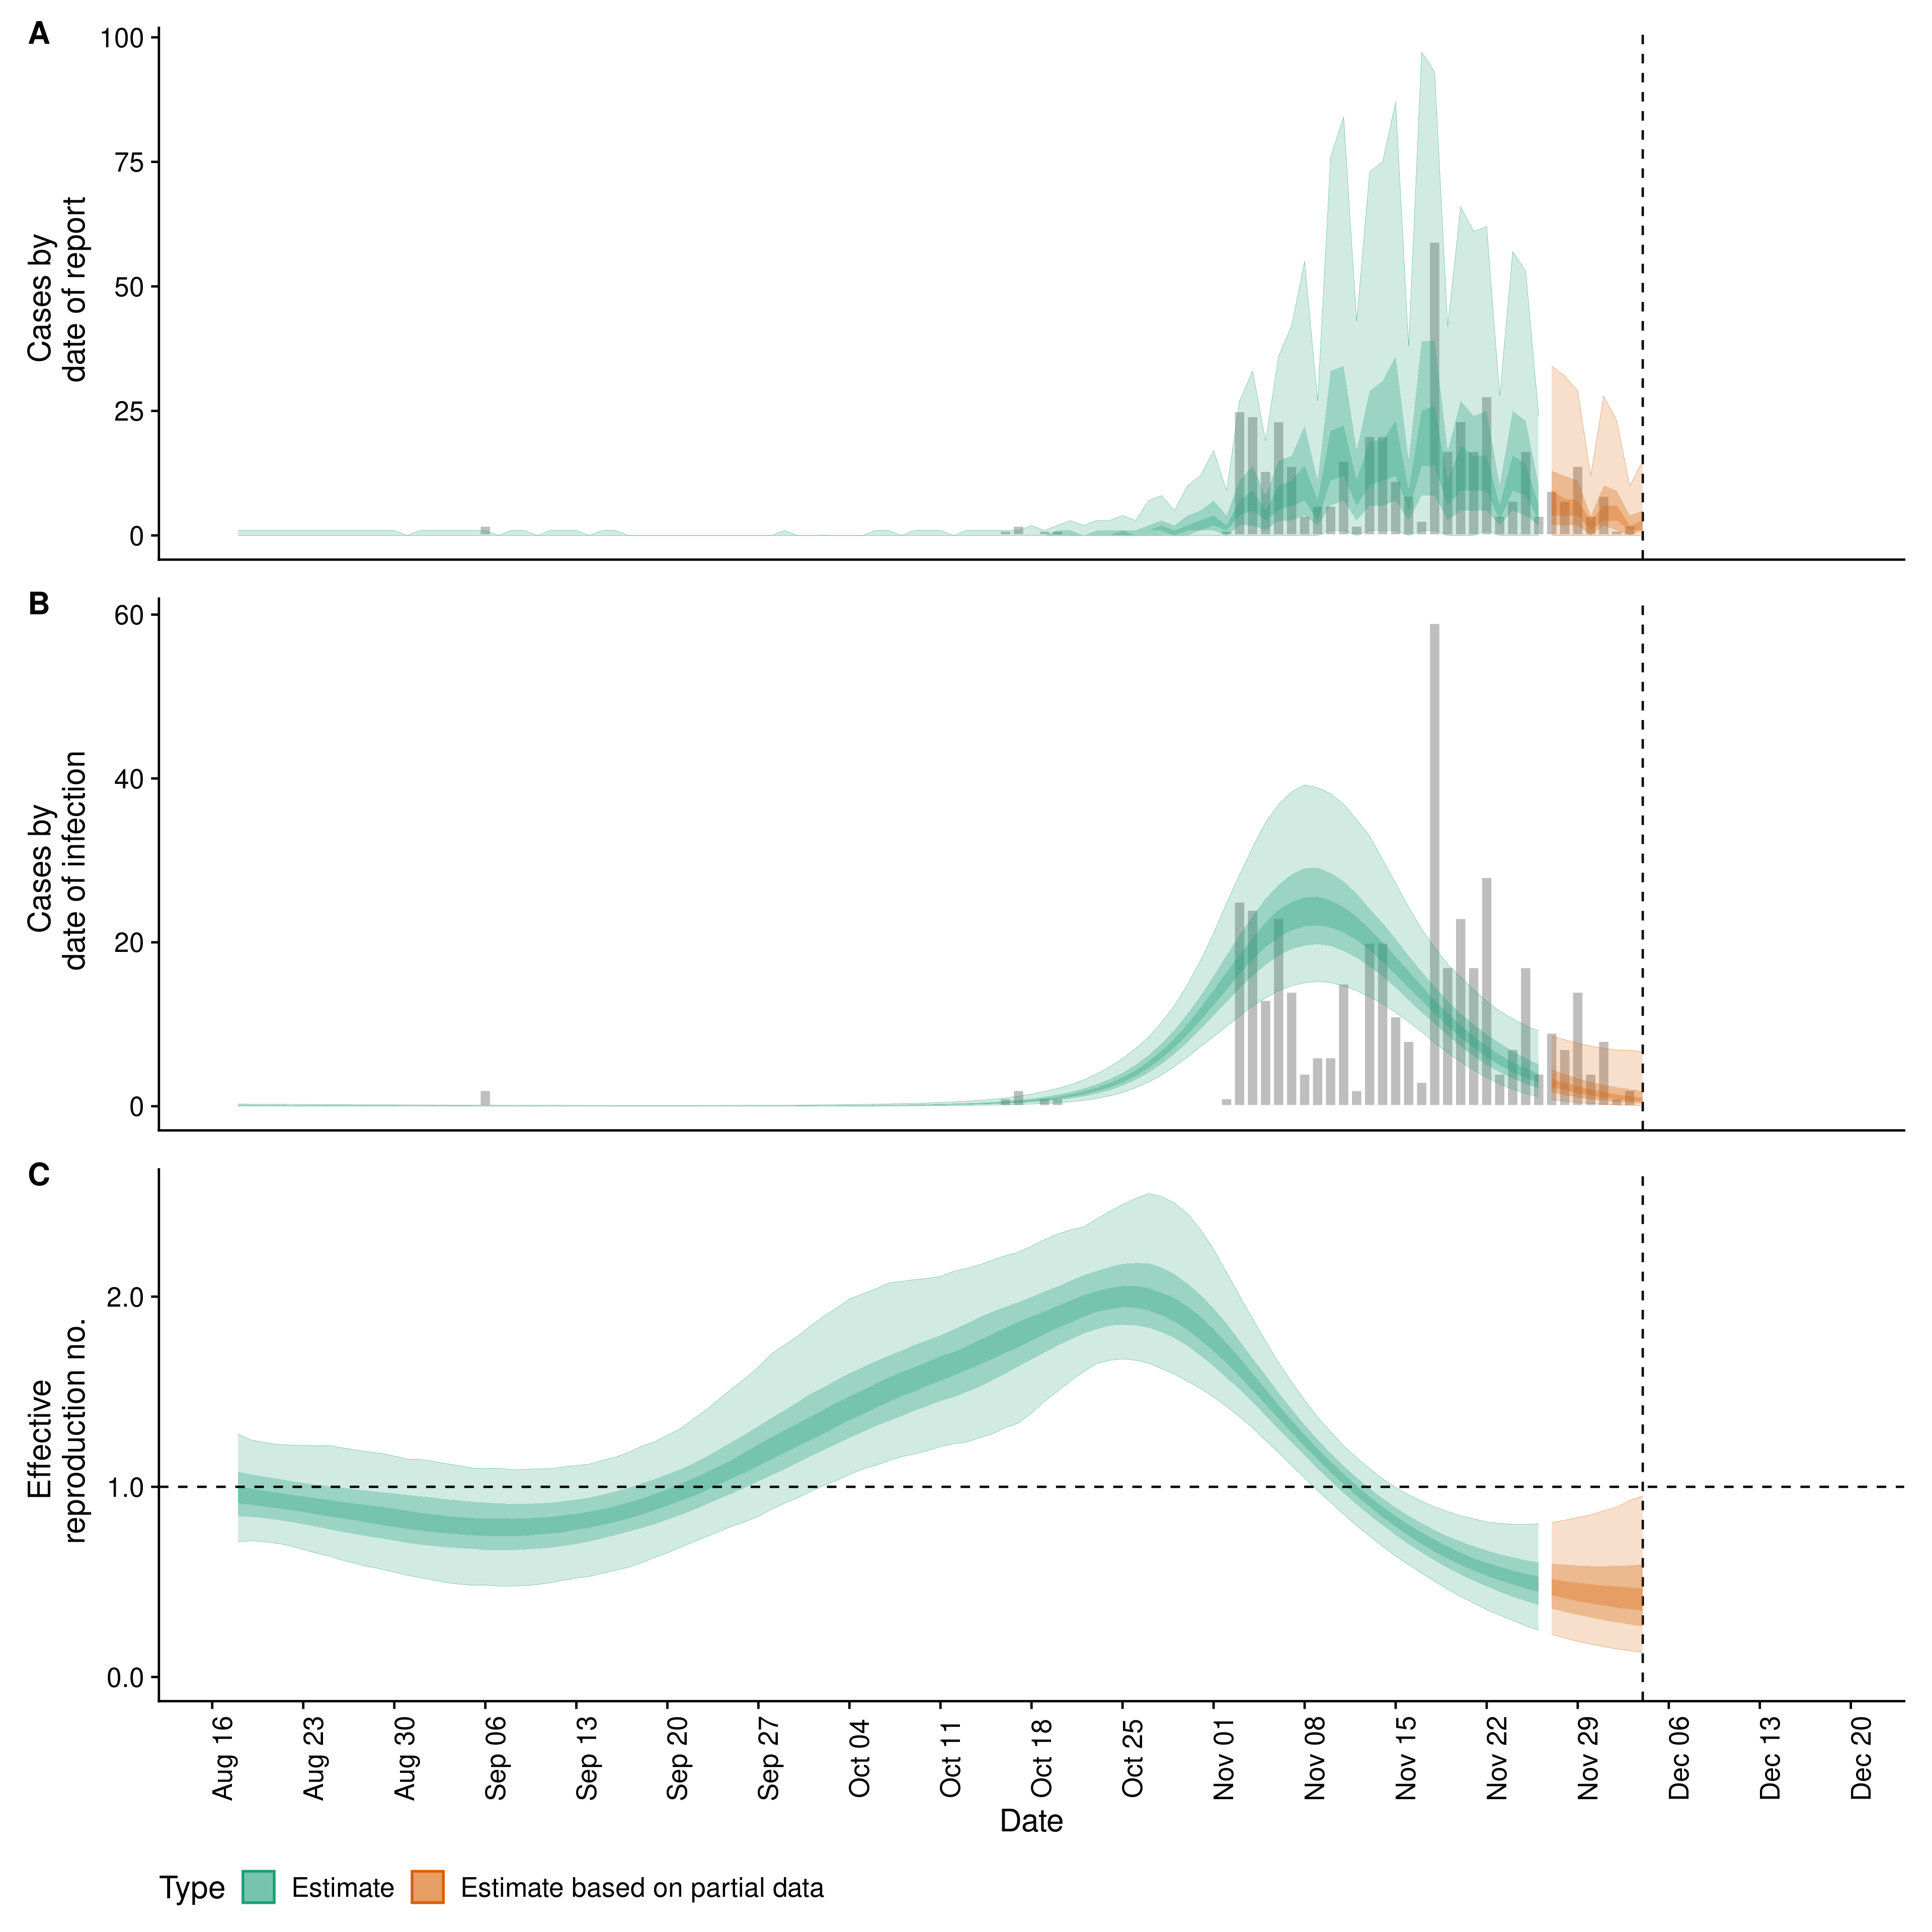 A
100
75
50
25
0
Cases by
date of report
B
60
40
20
0
Cases by
date of infection
C
2.0
1.0
0.0
Effective
reproduction no.
Aug 16
Aug 23
Aug 30
Sep 06
Sep 13
Sep 20
Sep 27
Oct 04
Oct 11
Oct 18
Oct 25
Nov 01
Nov 08
Nov 15
Nov 22
Nov 29
Dec 06
Dec 13
Dec 20
Date
Type Estimate Estimate based on partial data